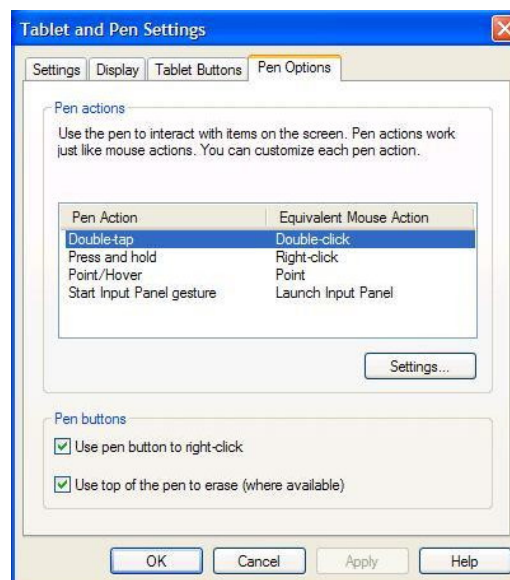 Tablet and Pen Settings
Settings Display Tablet Buttons Pen Options
Pen actions
Use the pen to interact with items on the screen. Pen actions work
just like mouse actions. You can customize each pen action.
Pen Action Equivalent Mouse Action
Double-tap Double-click
Press and hold Right-click
Point/Hover Point
Start Input Panel gesture Launch Input Panel
Settings...
Pen buttons
Use pen button to right-click
Use top of the pen to erase (where available)
OK Cancel Apply Help